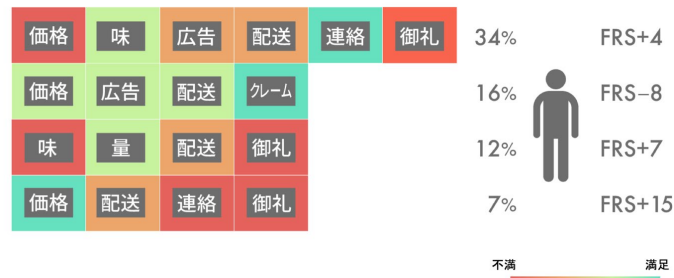 価格 味 広告 配送 連絡 御礼 34% FRS+4
価格 広告 配送 クレーム 16% FRS−8
味 量 配送 御礼 12% FRS+7
価格 配送 連絡 御礼 7% FRS+15
不満 満足